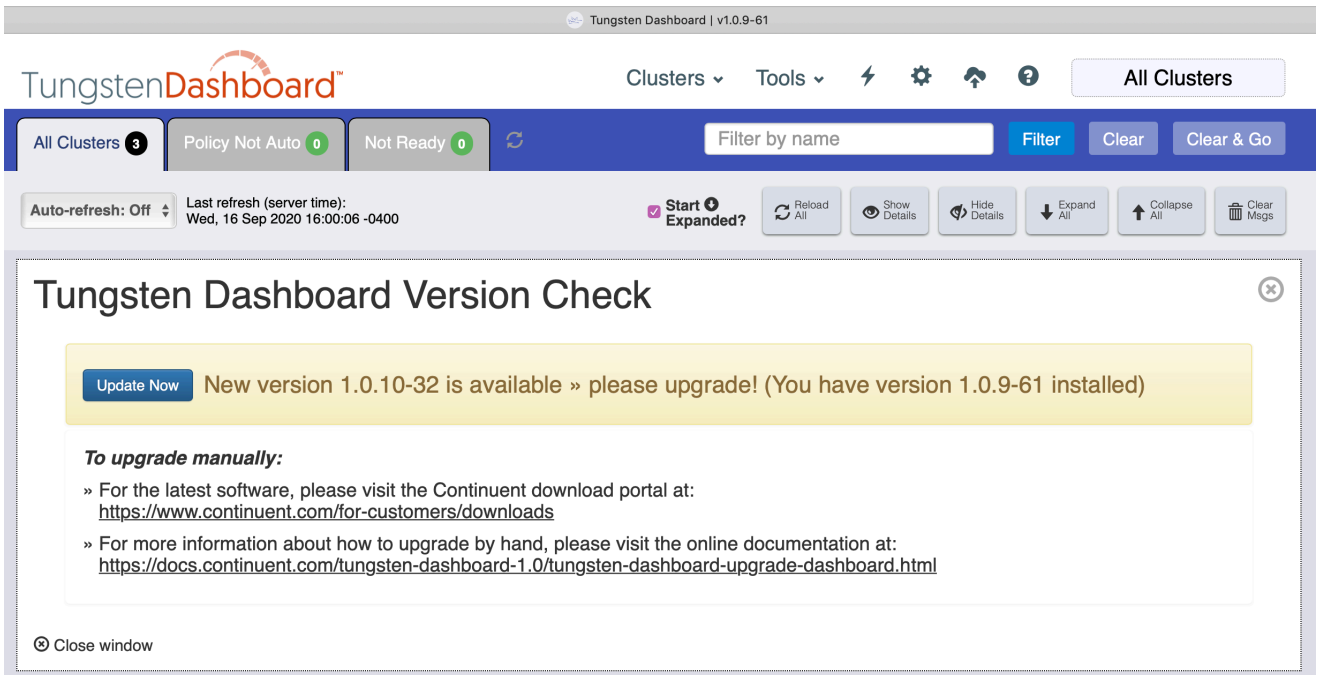 Tungsten Dashboard | v1.0.9-61
TungstenDashboard™
Clusters
Tools
All Clusters
All Clusters 3
Policy Not Auto 0
Not Ready 0
Filter by name
Filter
Clear
Clear & Go
Auto-refresh: Off
Last refresh (server time):
Wed, 16 Sep 2020 16:00:06 -0400
Start
Expanded?
Reload
All
Show
Details
Hide
Details
Expand
All
Collapse
All
Clear
Msgs
Tungsten Dashboard Version Check
Update Now
New version 1.0.10-32 is available » please upgrade! (You have version 1.0.9-61 installed)
To upgrade manually:
» For the latest software, please visit the Continuent download portal at:
https://www.continuent.com/for-customers/downloads
» For more information about how to upgrade by hand, please visit the online documentation at:
https://docs.continuent.com/tungsten-dashboard-1.0/tungsten-dashboard-upgrade-dashboard.html
Close window